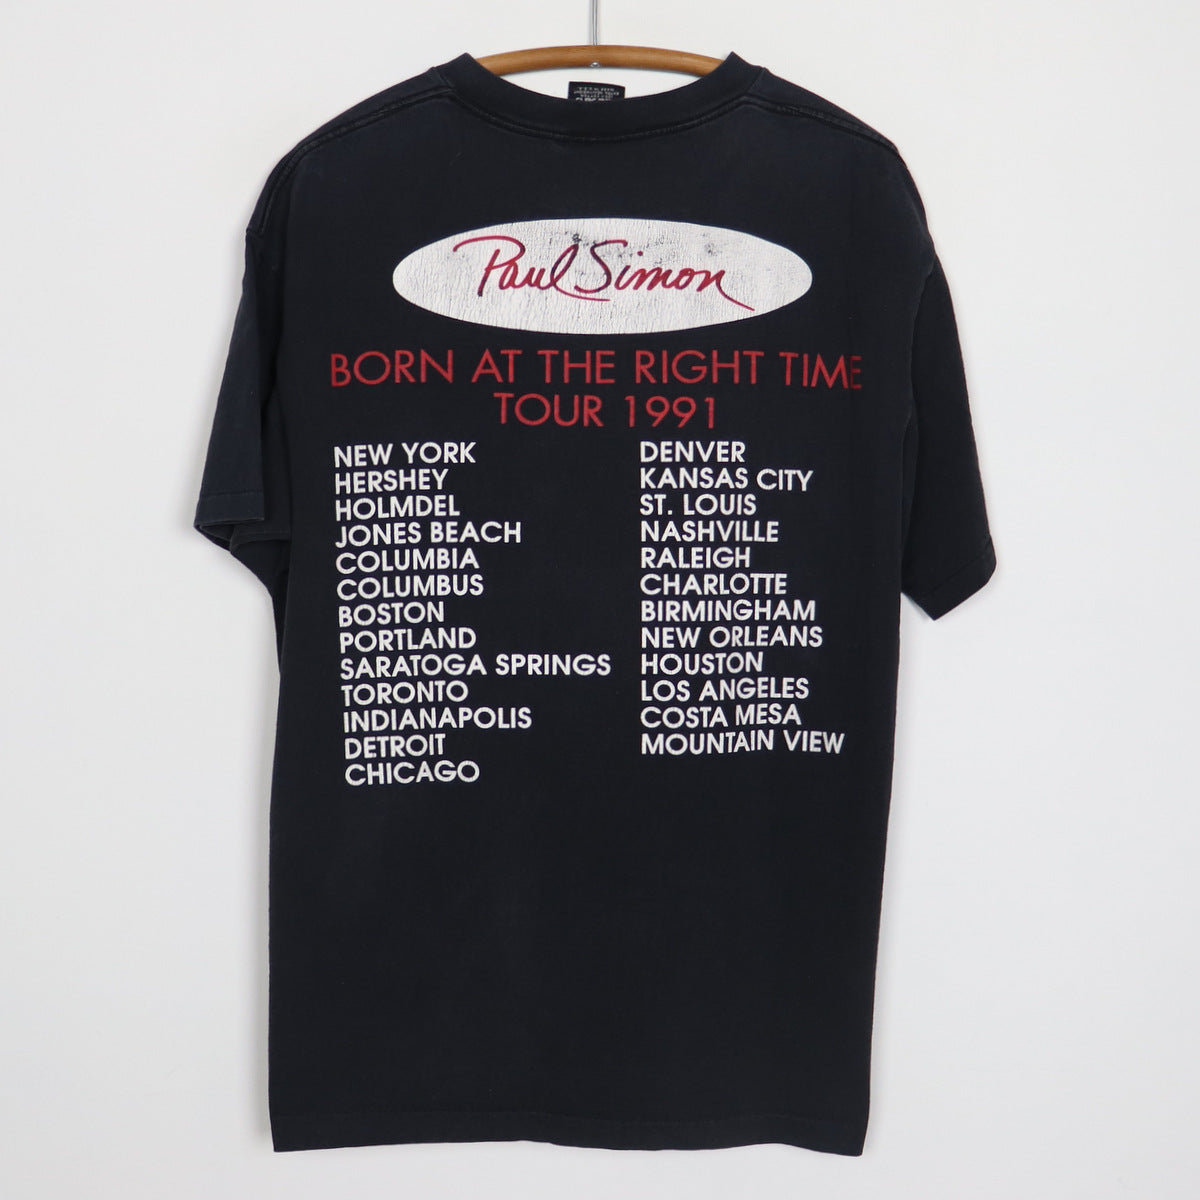 Paul Simon
BORN AT THE RIGHT TIME
TOUR 1991
NEW YORK
HERSHEY
HOLMDEL
JONES BEACH
COLUMBIA
COLUMBUS
BOSTON
PORTLAND
SARATOGA SPRINGS
TORONTO
INDIANAPOLIS
DETROIT
CHICAGO
DENVER
KANSAS CITY
ST. LOUIS
NASHVILLE
RALEIGH
CHARLOTTE
BIRMINGHAM
NEW ORLEANS
HOUSTON
LOS ANGELES
COSTA MESA
MOUNTAIN VIEW